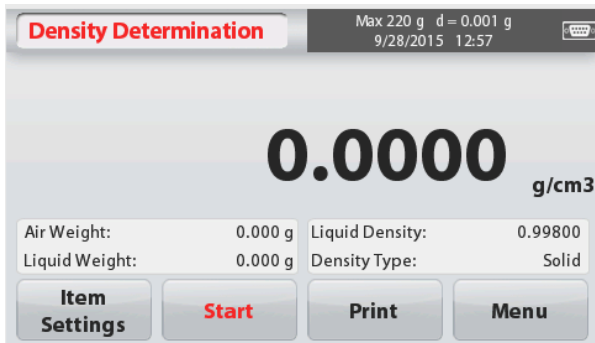 Density Determination
Max 220 g d = 0.001 g
9/28/2015 12:57
0.0000
g/cm3
Air Weight: 0.000 g
Liquid Weight: 0.000 g
Liquid Density: 0.99800
Density Type: Solid
Item
Settings
Start
Print
Menu